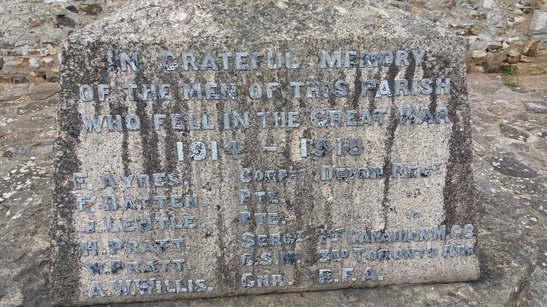 IN GRATEFUL MEMORY
OF THE MEN OF THIS PARISH
WHO FELL IN THE GREAT WAR
1914 - 1918
F. AYRES CORPL DEVON REGT
F. BATTEN PTE. " "
PTE. " "
H. PRATT SERGT 1ST CANADIAN M.G.C
W. PRATT C.S.M. 3RD TORONTO
A. W. WILLIS. GNR. R.F.A.